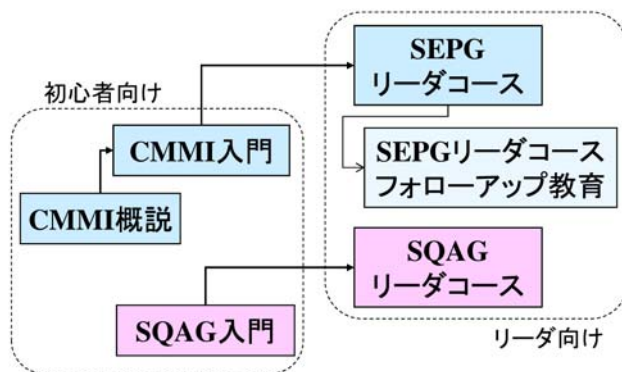 初心者向け
CMMI入門
CMMI概説
SQAG入門
SEPG
リーダコース
SEPGリーダコース
フォローアップ教育
SQAG
リーダコース
リーダ向け